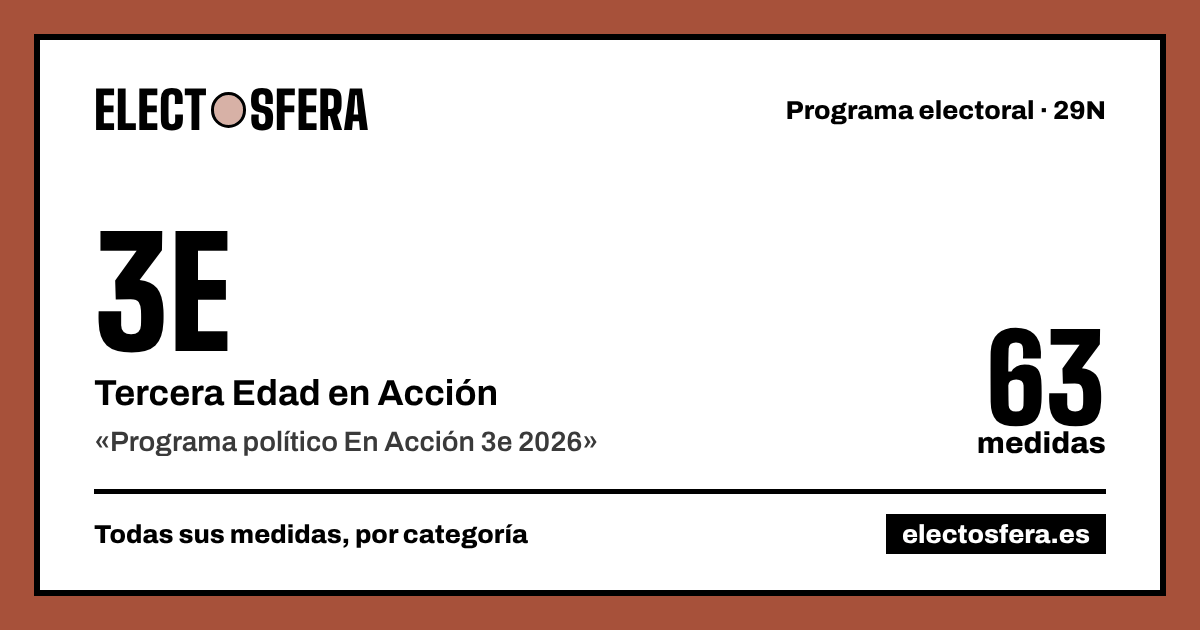 ELECTOSFERA
Programa electoral · 29N
3E
Tercera Edad en Acción
«Programa político En Acción 3e 2026»
63
medidas
Todas sus medidas, por categoría
electosfera.es